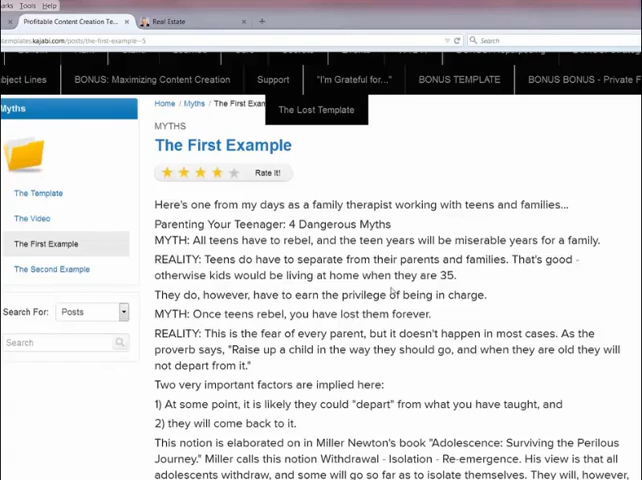 Tools Help
Profitable Content Creation Te... ×
Real Estate ×
templates.kajabi.com/posts/the-first-example--5
Search
bject Lines
BONUS: Maximizing Content Creation
Support
"I'm Grateful for..."
BONUS TEMPLATE
BONUS BONUS - Private F
The Lost Template
Myths
Home / Myths / The First Exam
MYTHS
The First Example
Rate it!
The Template
The Video
The First Example
The Second Example
Search For: Posts
Search
Here's one from my days as a family therapist working with teens and families...
Parenting Your Teenager: 4 Dangerous Myths
MYTH: All teens have to rebel, and the teen years will be miserable years for a family.
REALITY: Teens do have to separate from their parents and families. That's good -
otherwise kids would be living at home when they are 35.
They do, however, have to earn the privilege of being in charge.
MYTH: Once teens rebel, you have lost them forever.
REALITY: This is the fear of every parent, but it doesn't happen in most cases. As the
proverb says, "Raise up a child in the way they should go, and when they are old they will
not depart from it."
Two very important factors are implied here:
1) At some point, it is likely they could "depart" from what you have taught, and
2) they will come back to it.
This notion is elaborated on in Miller Newton's book "Adolescence: Surviving the Perilous
Journey." Miller calls this notion Withdrawal - Isolation - Re-emergence. His view is that all
adolescents withdraw, and some will go so far as to isolate themselves. They will, however,